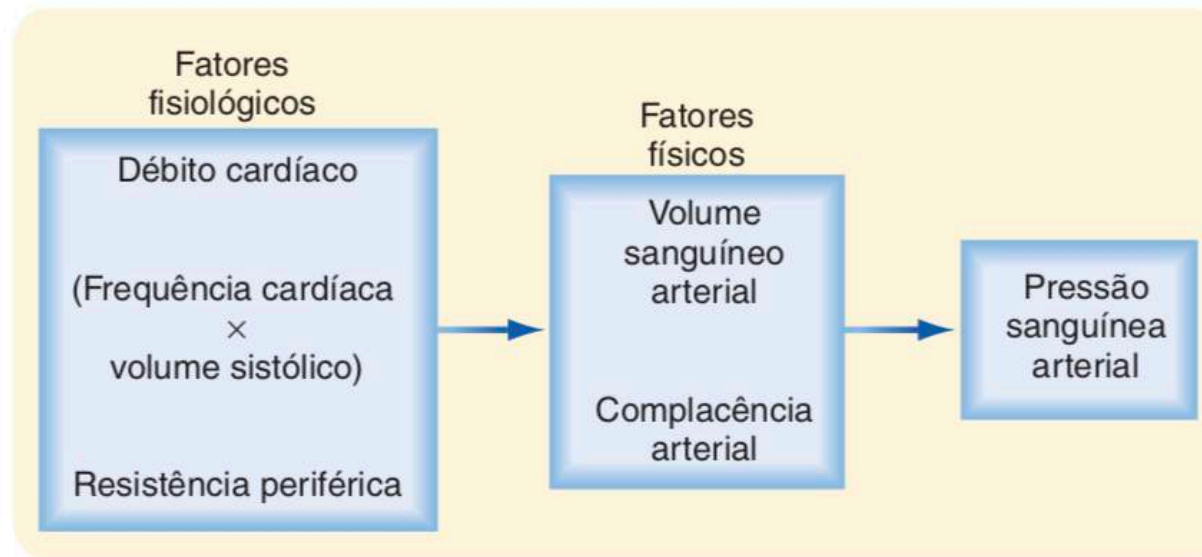 Fatores
fisiológicos
Débito cardíaco
(Frequência cardíaca
×
volume sistólico)
Resistência periférica
Fatores
físicos
Volume
sanguíneo
arterial
Complacência
arterial
Pressão
sanguínea
arterial